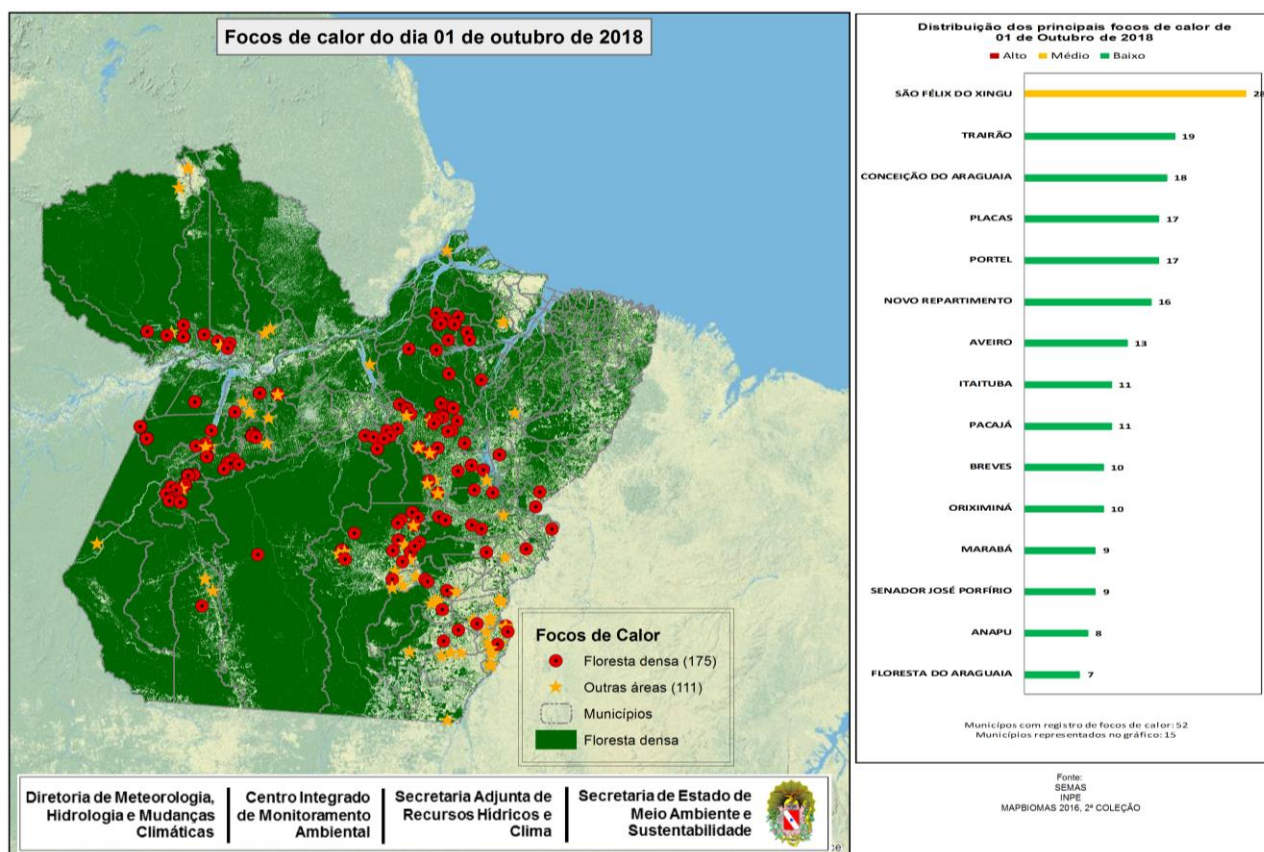 Focos de calor do dia 01 de outubro de 2018
Focos de Calor
Floresta densa (175)
Outras áreas (111)
Municípios
Floresta densa
Diretoria de Meteorologia,
Hidrologia e Mudanças
Climáticas
Centro Integrado
de Monitoramento
Ambiental
Secretaria Adjunta de
Recursos Hídricos e
Clima
Secretaria de Estado de
Meio Ambiente e
Sustentabilidade
Distribuição dos principais focos de calor de
01 de Outubro de 2018
Alto Médio Baixo
SÃO FÉLIX DO XINGU 28
TRAIRÃO 19
CONCEIÇÃO DO ARAGUAIA 18
PLACAS 17
PORTEL 17
NOVO REPARTIMENTO 16
AVEIRO 13
ITAITUBA 11
PACAJÁ 11
BREVES 10
ORIXIMINÁ 10
MARABÁ 9
SENADOR JOSÉ PORFÍRIO 9
ANAPU 8
FLORESTA DO ARAGUAIA 7
Municípos com registro de focos de calor: 52
Municípios representados no gráfico: 15
Fonte:
SEMAS
INPE
MAPBIOMAS 2016, 2ª COLEÇÃO